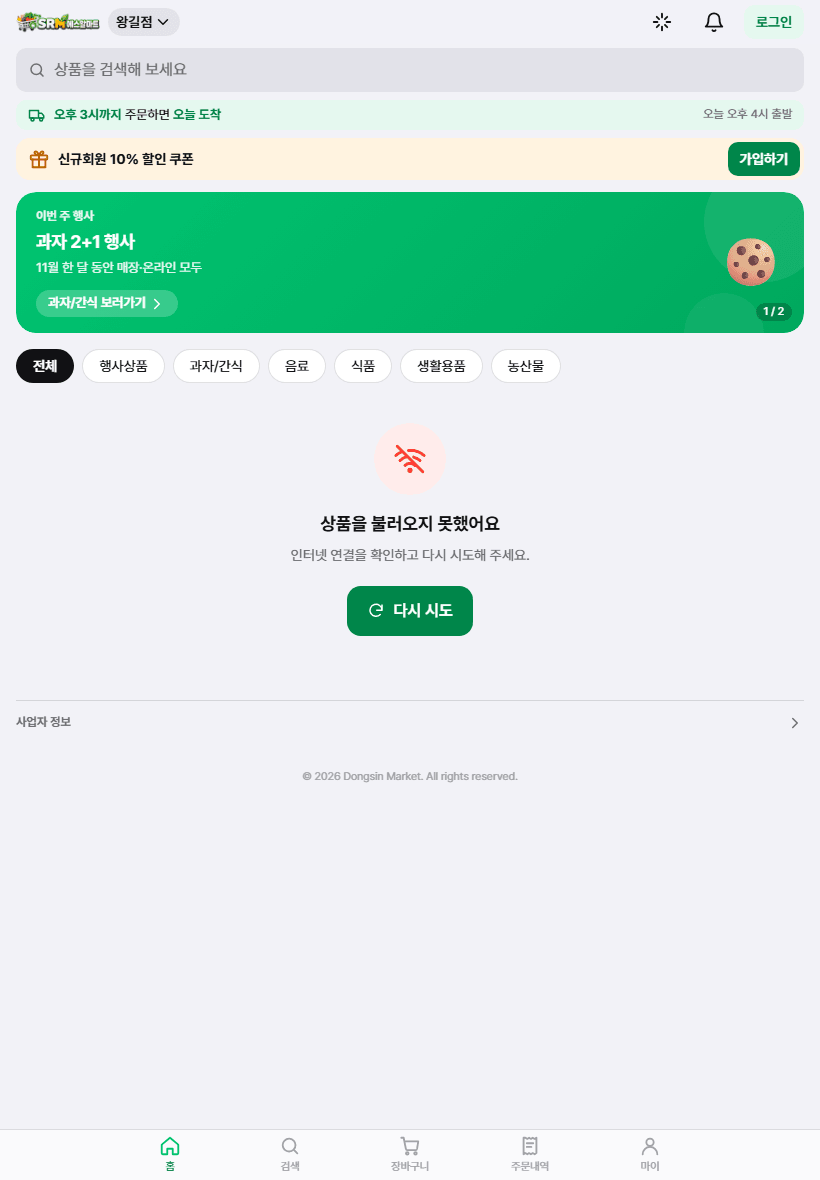 SRM 에스알마트
왕길점
로그인
상품을 검색해 보세요
오후 3시까지 주문하면 오늘 도착
오늘 오후 4시 출발
신규회원 10% 할인 쿠폰
가입하기
이번 주 행사
과자 2+1 행사
11월 한 달 동안 매장·온라인 모두
과자/간식 보러가기
1 / 2
전체
행사상품
과자/간식
음료
식품
생활용품
농산물
상품을 불러오지 못했어요
인터넷 연결을 확인하고 다시 시도해 주세요.
다시 시도
사업자 정보
© 2026 Dongsin Market. All rights reserved.
홈
검색
장바구니
주문내역
마이